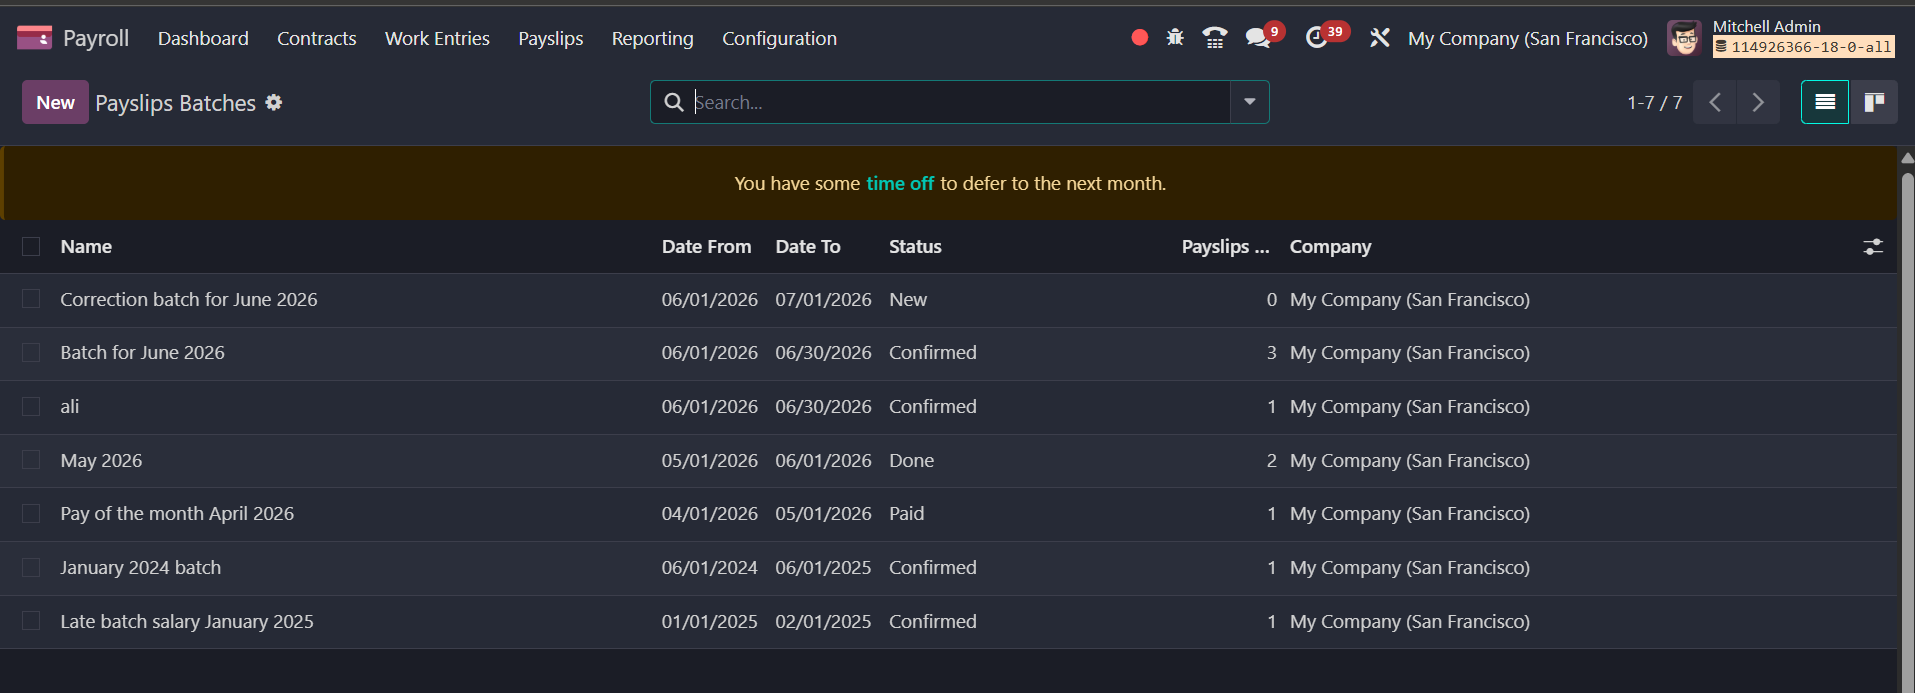 Payroll Dashboard Contracts Work Entries Payslips Reporting Configuration 9 39 My Company (San Francisco) Mitchell Admin
114926366-18-0-all
New Payslips Batches Search... 1-7 / 7
You have some time off to defer to the next month.
Name Date From Date To Status Payslips ... Company
Correction batch for June 2026 06/01/2026 07/01/2026 New 0 My Company (San Francisco)
Batch for June 2026 06/01/2026 06/30/2026 Confirmed 3 My Company (San Francisco)
ali 06/01/2026 06/30/2026 Confirmed 1 My Company (San Francisco)
May 2026 05/01/2026 06/01/2026 Done 2 My Company (San Francisco)
Pay of the month April 2026 04/01/2026 05/01/2026 Paid 1 My Company (San Francisco)
January 2024 batch 06/01/2024 06/01/2025 Confirmed 1 My Company (San Francisco)
Late batch salary January 2025 01/01/2025 02/01/2025 Confirmed 1 My Company (San Francisco)